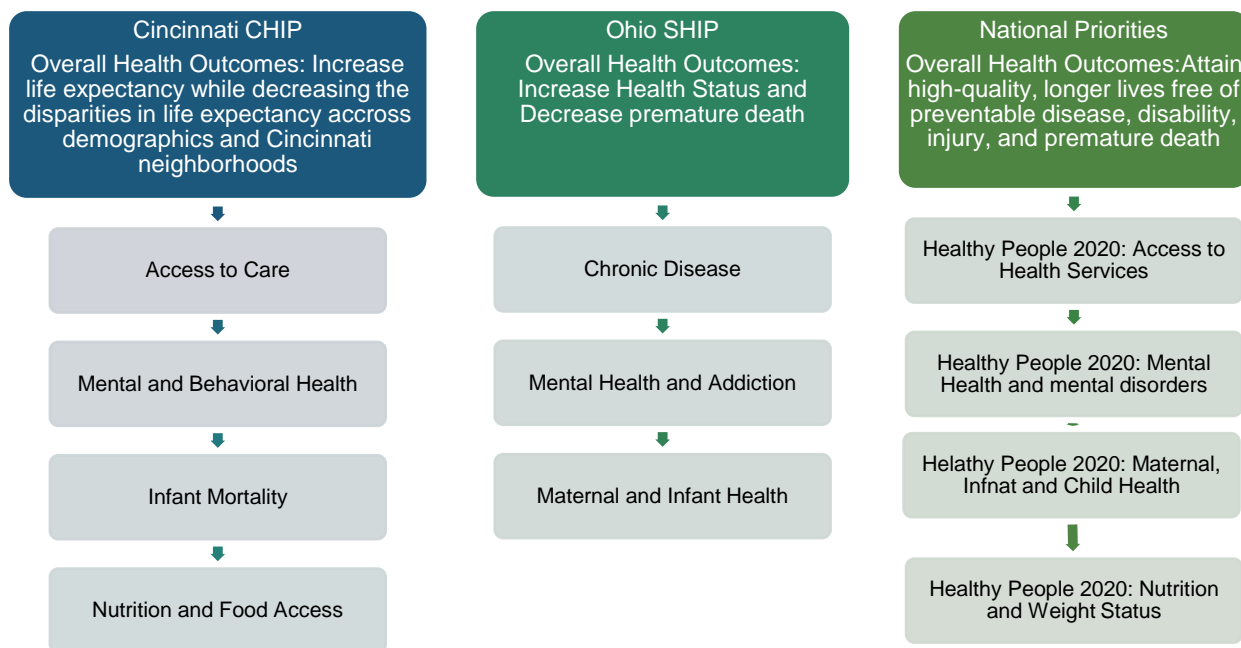 Cincinnati CHIP
Overall Health Outcomes: Increase
life expectancy while decreasing the
disparities in life expectancy accross
demographics and Cincinnati
neighborhoods
Access to Care
Mental and Behavioral Health
Infant Mortality
Nutrition and Food Access
Ohio SHIP
Overall Health Outcomes:
Increase Health Status and
Decrease premature death
Chronic Disease
Mental Health and Addiction
Maternal and Infant Health
National Priorities
Overall Health Outcomes:Attain
high-quality, longer lives free of
preventable disease, disability,
injury, and premature death
Healthy People 2020: Access to
Health Services
Healthy People 2020: Mental
Health and mental disorders
Helathy People 2020: Maternal,
Infnat and Child Health
Healthy People 2020: Nutrition
and Weight Status